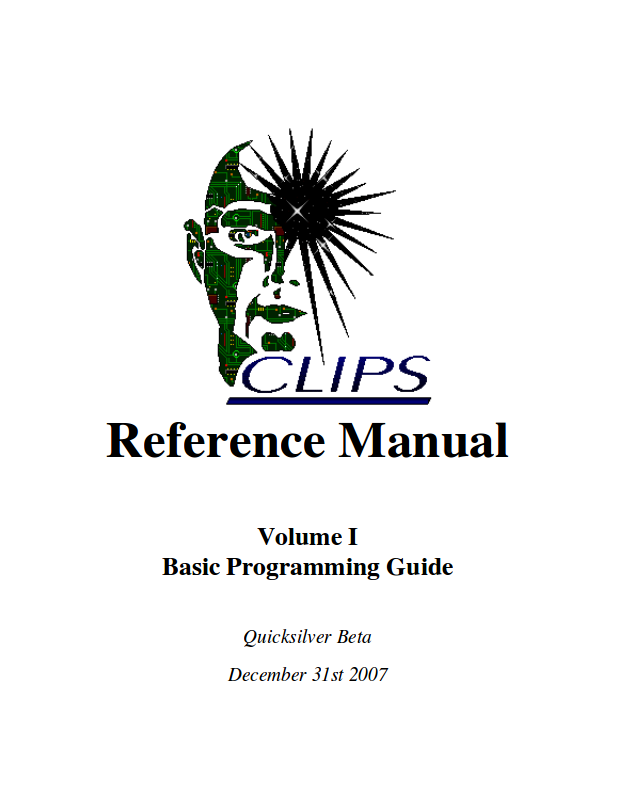 CLIPS
Reference Manual
Volume I
Basic Programming Guide
Quicksilver Beta
December 31st 2007